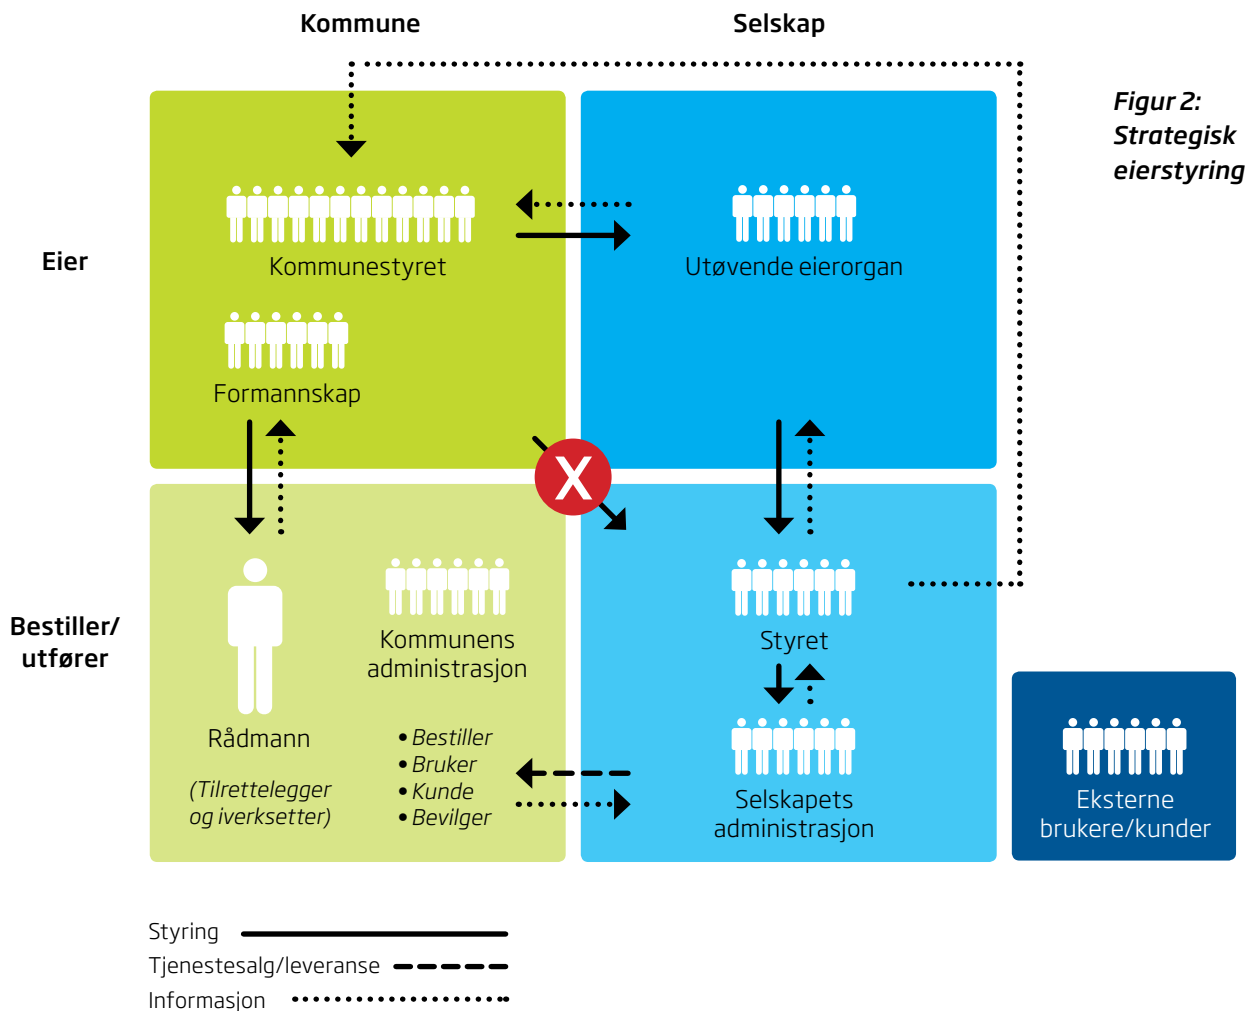 Kommune
Selskap
Figur 2:
Strategisk
eierstyring
Eier
Kommunestyret
Utøvende eierorgan
Formannskap
X
Bestiller/
utfører
Rådmann
(Tilrettelegger
og iverksetter)
Kommunens
administrasjon
• Bestiller
• Bruker
• Kunde
• Bevilger
Styret
Selskapets
administrasjon
Eksterne
brukere/kunder
Styring
Tjenestesalg/leveranse
Informasjon